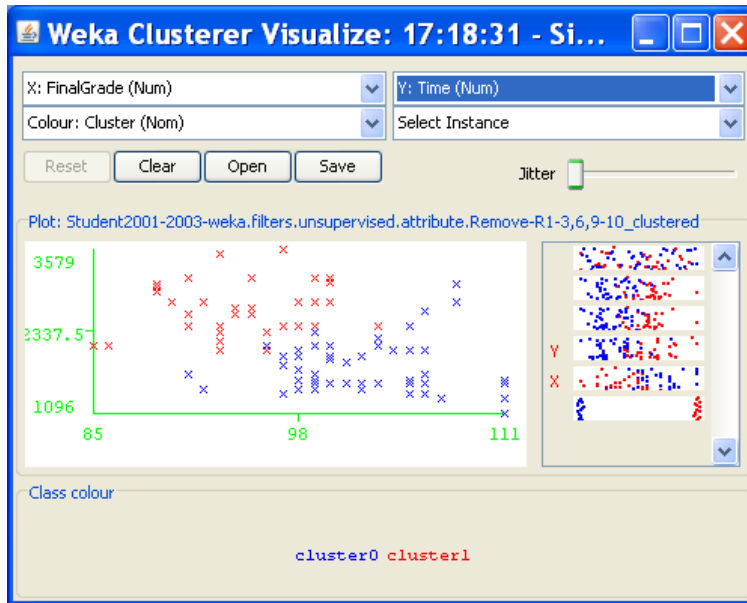 Weka Clusterer Visualize: 17:18:31 - Si...
X: FinalGrade (Num) Y: Time (Num)
Colour: Cluster (Nom) Select Instance
Reset Clear Open Save Jitter
Plot: Student2001-2003-weka.filters.unsupervised.attribute.Remove-R1-3,6,9-10_clustered
3579
2337.5
1096
85 98 111
Y
X
Class colour
cluster0 cluster1